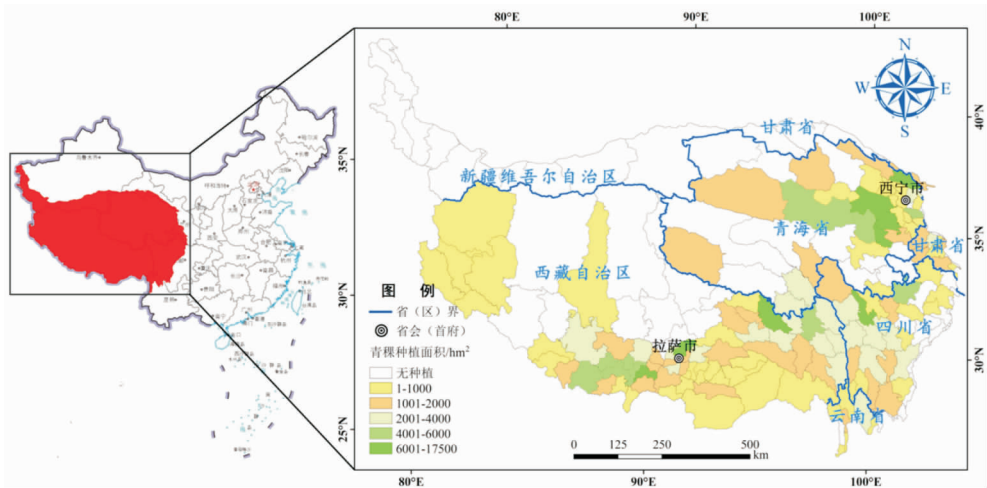 80°E
90°E
100°E
N
W
E
S
40°N
35°N
30°N
35°N
30°N
25°N
80°E
90°E
100°E
甘肃省
新疆维吾尔自治区
西宁市
青海省
甘肃省
西藏自治区
四川省
拉萨市
云南省
图 例
省（区）界
省会（首府）
青稞种植面积/hm²
无种植
1-1000
1001-2000
2001-4000
4001-6000
6001-17500
0 125 250 500
km